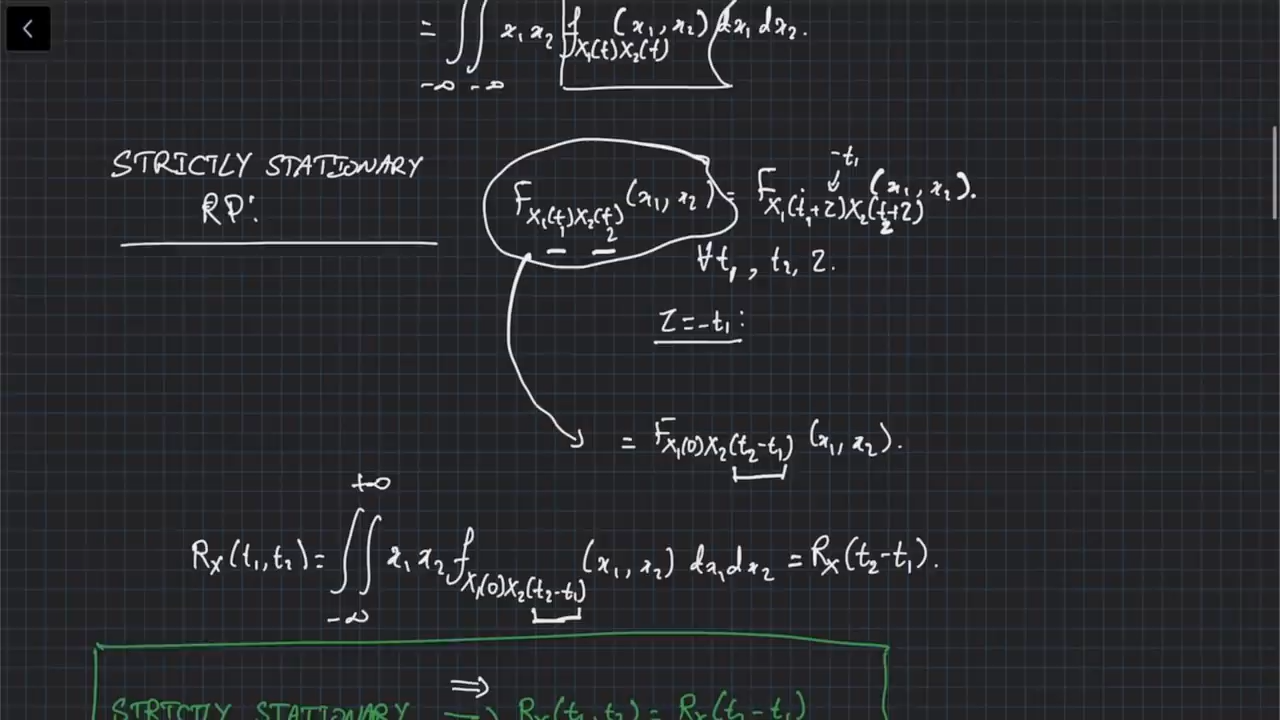 = ∫∫ x₁ x₂ f_{X₁(t)X₂(t)} (x₁, x₂) dx₁ dx₂.
-∞ -∞
STRICTLY STATIONARY
RP:
-t₁
F_{X₁(t₁)X₂(t₂)} (x₁, x₂) = F_{X₁(t₁+τ)X₂(t₂+τ)} (x₁, x₂).
∀t₁, t₂, τ.
τ=-t₁:
= F_{X₁(0)X₂(t₂-t₁)} (x₁, x₂).
+∞
R_X(t₁,t₂) = ∫∫ x₁ x₂ f_{X₁(0)X₂(t₂-t₁)} (x₁, x₂) dx₁dx₂ = R_X(t₂-t₁).
-∞
STRICTLY STATIONARY ⟹ R_X(t₁, t₂) = R_X(t₂-t₁)